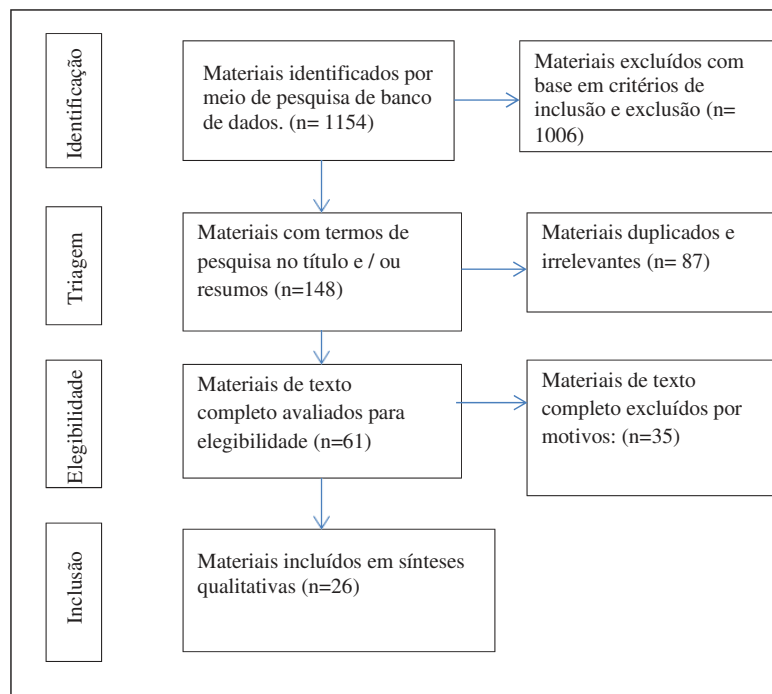 Identificação
Materiais identificados por
meio de pesquisa de banco
de dados. (n= 1154)
Materiais excluídos com
base em critérios de
inclusão e exclusão (n=
1006)
Triagem
Materiais com termos de
pesquisa no título e / ou
resumos (n=148)
Materiais duplicados e
irrelevantes (n= 87)
Elegibilidade
Materiais de texto
completo avaliados para
elegibilidade (n=61)
Materiais de texto
completo excluídos por
motivos: (n=35)
Inclusão
Materiais incluídos em sínteses
qualitativas (n=26)